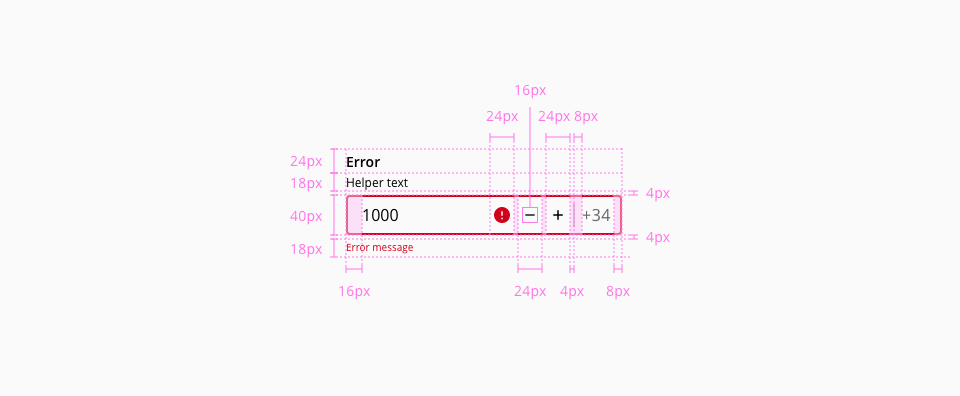 16px
24px 24px 8px
24px Error
18px Helper text
4px
40px 1000 ! − + +34
4px
18px Error message
16px 24px 4px 8px